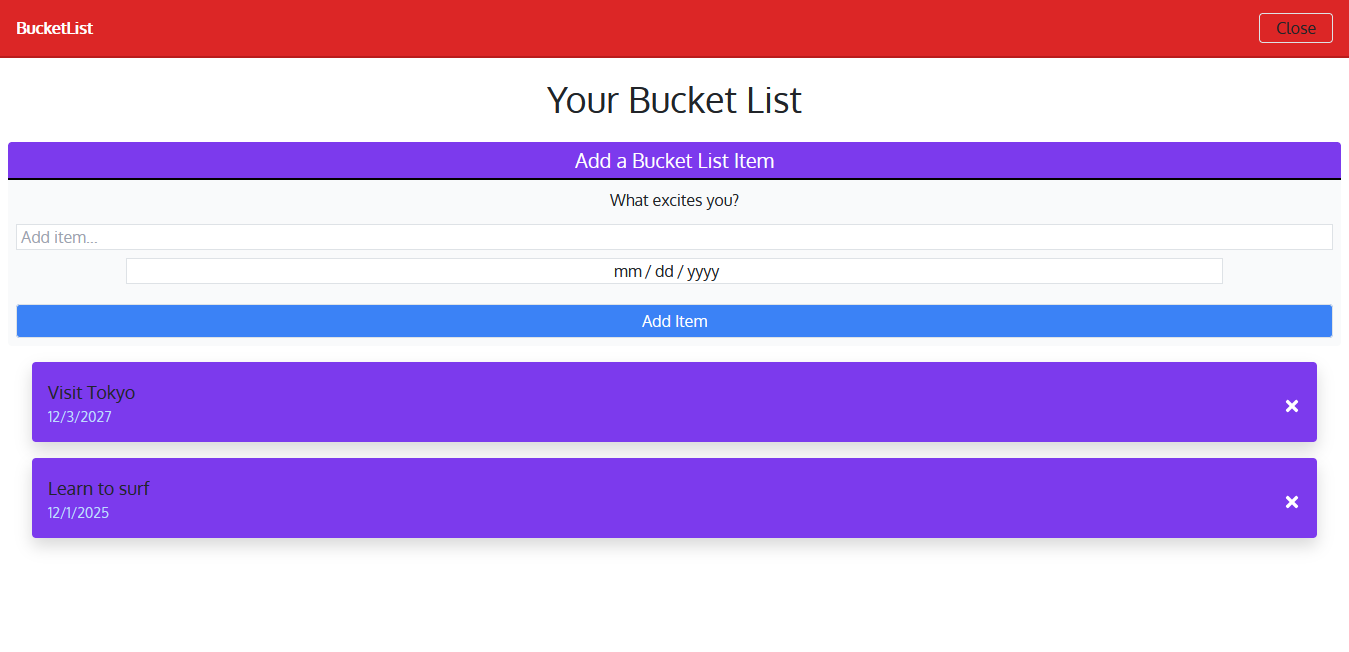 BucketList
Close
Your Bucket List
Add a Bucket List Item
What excites you?
Add item...
mm / dd / yyyy
Add Item
Visit Tokyo
12/3/2027
Learn to surf
12/1/2025